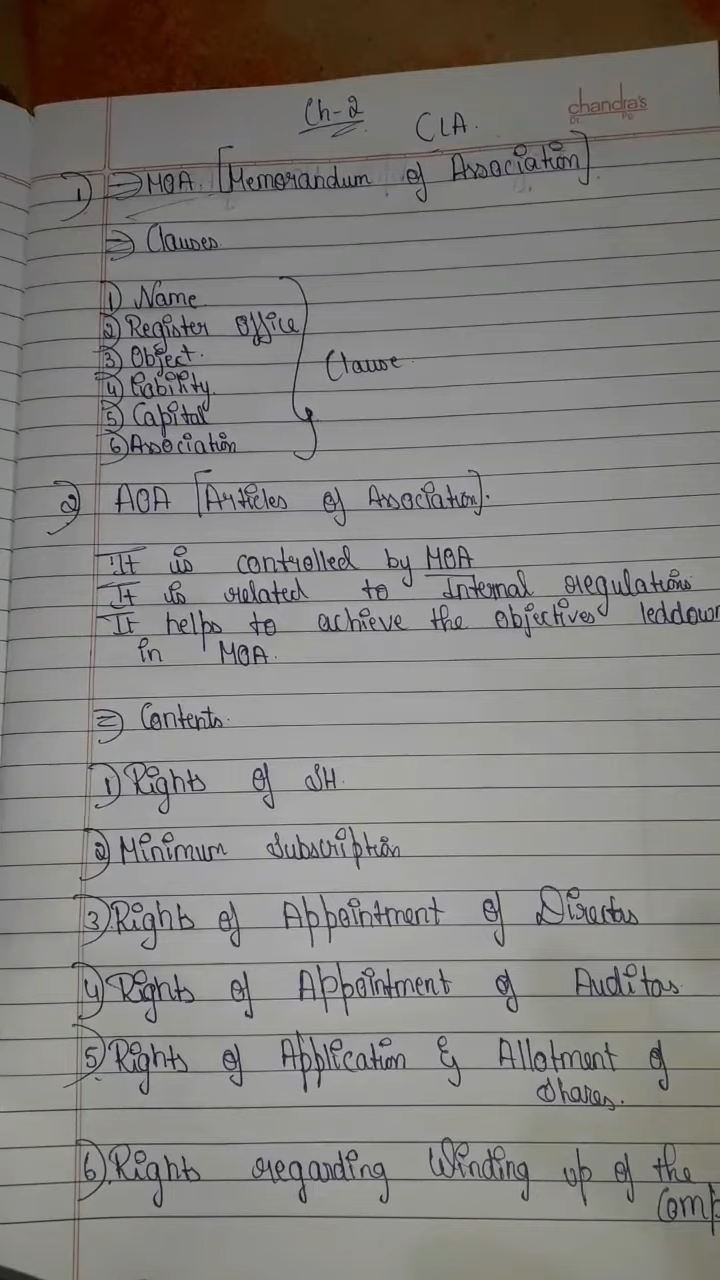 Ch-2
chandra's
CLA.
1) ⇒ MOA. [Memorandum of Association]
⇒ Clauses
1) Name
2) Register Office
3) Object.
Clause
4) Liability
5) Capital
6) Association
2) AOA [Articles of Association].
It is controlled by MOA
It is related to Internal regulations
It helps to achieve the objectives leddown
in MOA.
⇒ Contents.
1) Rights of SH.
2) Minimum Subscription
3) Rights of Appointment of Directos
4) Rights of Appointment of Auditos
5) Rights of Application & Allotment of
Shares.
6) Rights regarding Winding up of the
Comp